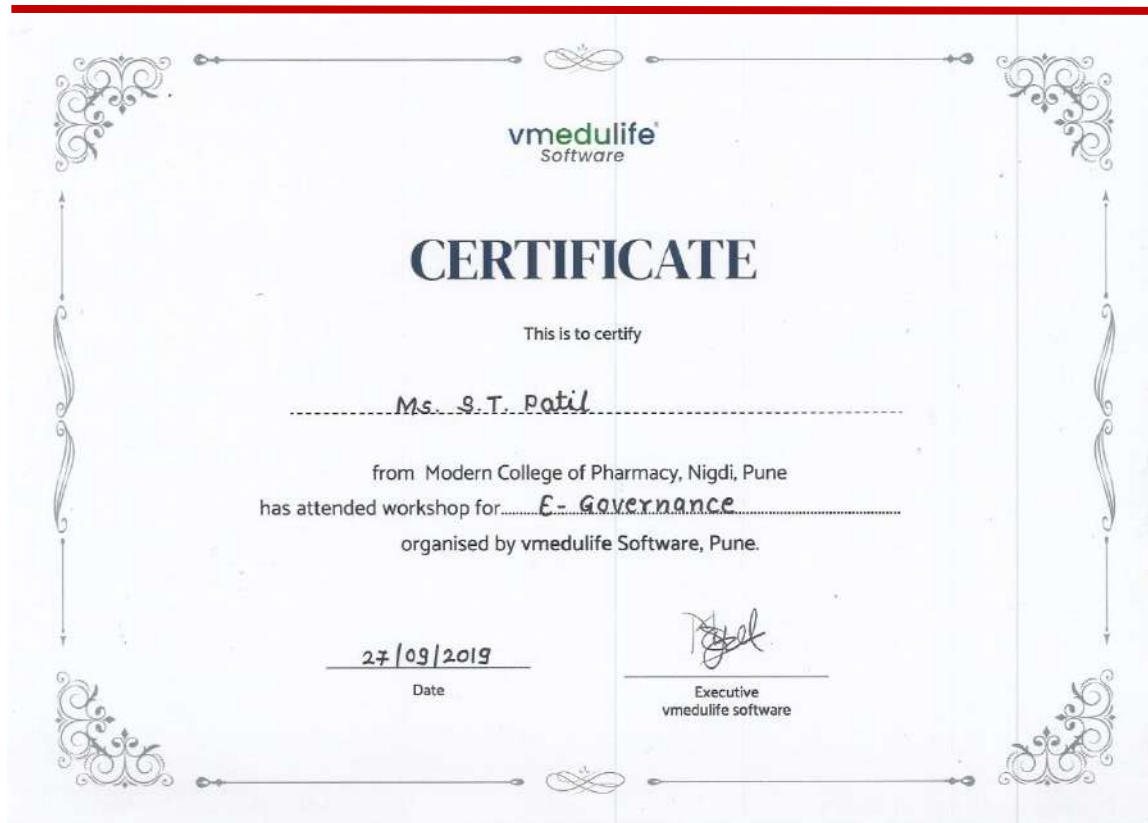 vmedulife
Software
CERTIFICATE
This is to certify
Ms. S.T. Patil
from Modern College of Pharmacy, Nigdi, Pune
has attended workshop for E- Governance
organised by vmedulife Software, Pune.
27/09/2019
Date
Executive
vmedulife software